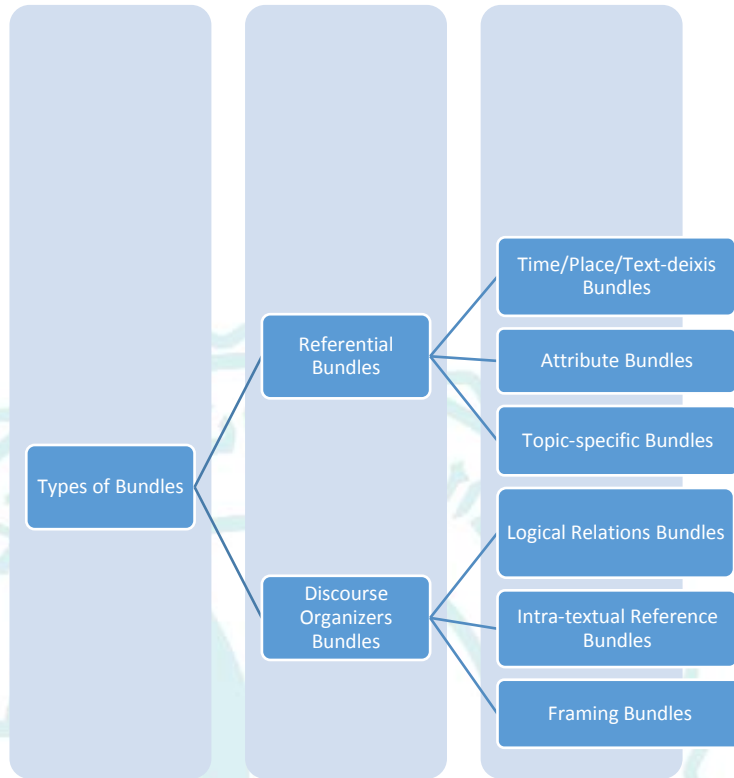 Types of Bundles
Referential
Bundles
Time/Place/Text-deixis
Bundles
Attribute Bundles
Topic-specific Bundles
Discourse
Organizers
Bundles
Logical Relations Bundles
Intra-textual Reference
Bundles
Framing Bundles